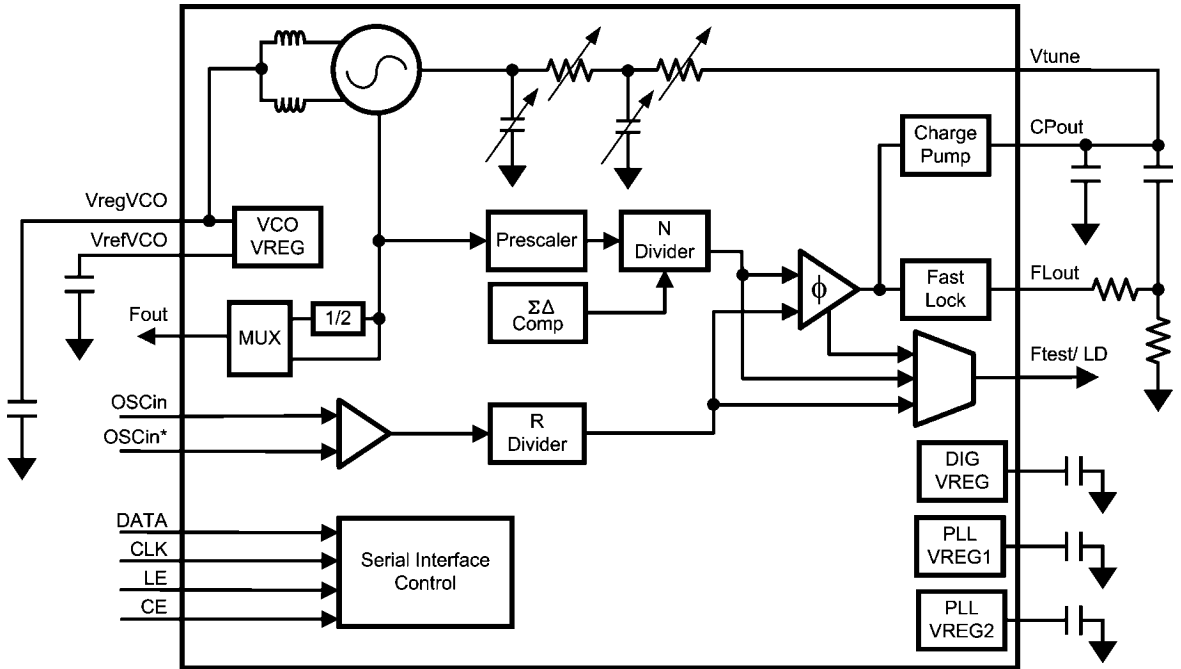 Vtune
Charge
Pump
CPout
VregVCO
VCO
VREG
VrefVCO
Prescaler
N
Divider
ΣΔ
Comp
ϕ
Fast
Lock
FLout
Fout
MUX
1/2
Ftest/ LD
OSCin
OSCin*
R
Divider
DIG
VREG
DATA
CLK
LE
CE
Serial Interface
Control
PLL
VREG1
PLL
VREG2